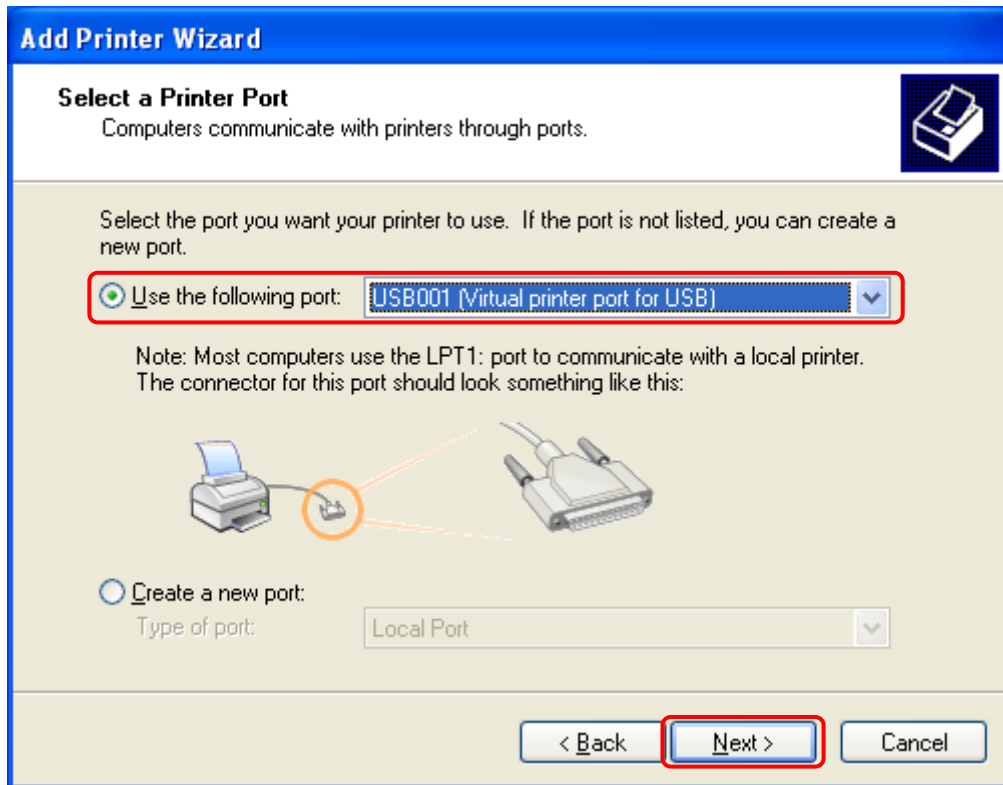 Add Printer Wizard
Select a Printer Port
Computers communicate with printers through ports.
Select the port you want your printer to use.  If the port is not listed, you can create a
new port.
Use the following port: USB001 (Virtual printer port for USB)
Note: Most computers use the LPT1: port to communicate with a local printer.
The connector for this port should look something like this:
Create a new port:
Type of port: Local Port
< Back Next > Cancel